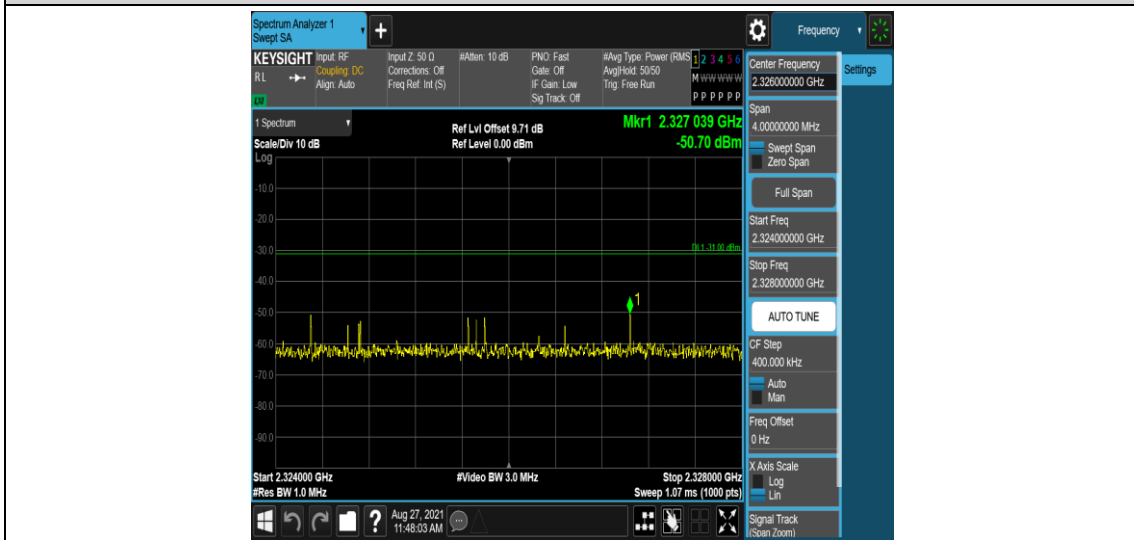 Spectrum Analyzer 1
Swept SA
+
Frequency
KEYSIGHT
RL
LXI
Input: RF
Coupling: DC
Align: Auto
Input Z: 50 Ω
Corrections: Off
Freq Ref: Int (S)
#Atten: 10 dB
PNO: Fast
Gate: Off
IF Gain: Low
Sig Track: Off
#Avg Type: Power (RMS
Avg|Hold: 50/50
Trig: Free Run
1 2 3 4 5 6
M W W W W W
P P P P P P
Center Frequency
2.326000000 GHz
Settings
Span
4.00000000 MHz
Swept Span
Zero Span
Full Span
Start Freq
2.324000000 GHz
Stop Freq
2.328000000 GHz
AUTO TUNE
CF Step
400.000 kHz
Auto
Man
Freq Offset
0 Hz
X Axis Scale
Log
Lin
Signal Track
(Span Zoom)
1 Spectrum
Scale/Div 10 dB
Log
Ref Lvl Offset 9.71 dB
Ref Level 0.00 dBm
Mkr1 2.327 039 GHz
-50.70 dBm
-10.0
-20.0
-30.0
DL1 -31.00 dBm
-40.0
-50.0
1
-60.0
-70.0
-80.0
-90.0
Start 2.324000 GHz
#Res BW 1.0 MHz
#Video BW 3.0 MHz
Stop 2.328000 GHz
Sweep 1.07 ms (1000 pts)
?
Aug 27, 2021
11:48:03 AM